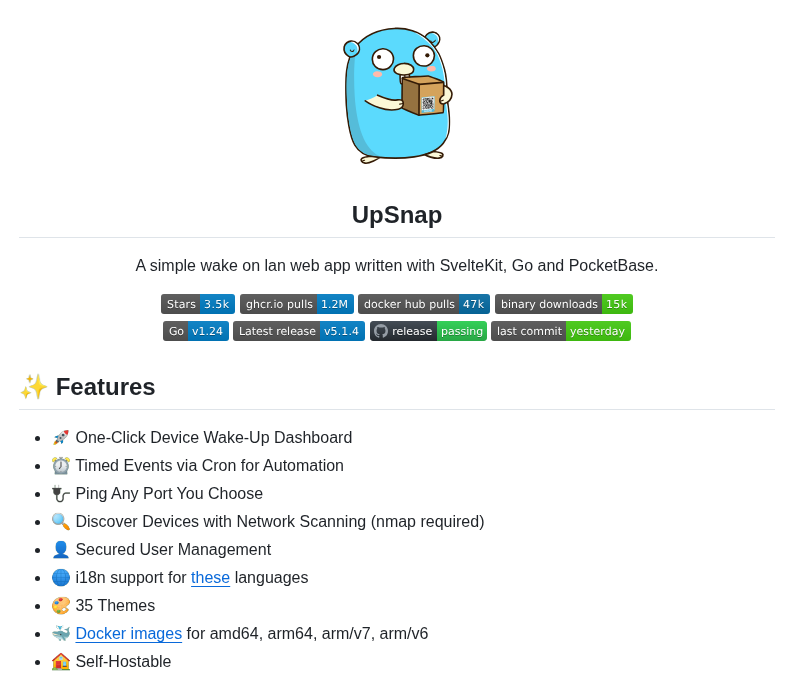 UpSnap
A simple wake on lan web app written with SvelteKit, Go and PocketBase.
Stars 3.5k ghcr.io pulls 1.2M docker hub pulls 47k binary downloads 15k
Go v1.24 Latest release v5.1.4 release passing last commit yesterday
✨ Features
• 🚀 One-Click Device Wake-Up Dashboard
• ⏰ Timed Events via Cron for Automation
• 🔌 Ping Any Port You Choose
• 🔍 Discover Devices with Network Scanning (nmap required)
• 👤 Secured User Management
• 🌐 i18n support for these languages
• 🎨 35 Themes
• 🐳 Docker images for amd64, arm64, arm/v7, arm/v6
• 🏠 Self-Hostable